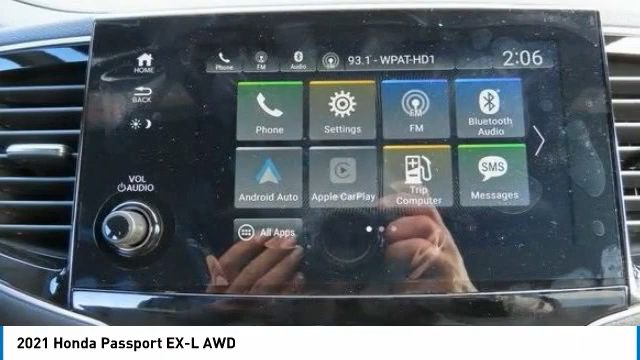 HOME
Phone
FM
Audio
93.1 - WPAT-HD1
2:06
BACK
Phone
Settings
FM
FM
Bluetooth
Audio
VOL
AUDIO
Android Auto
Apple CarPlay
Trip
Computer
SMS
Messages
All Apps
2021 Honda Passport EX-L AWD